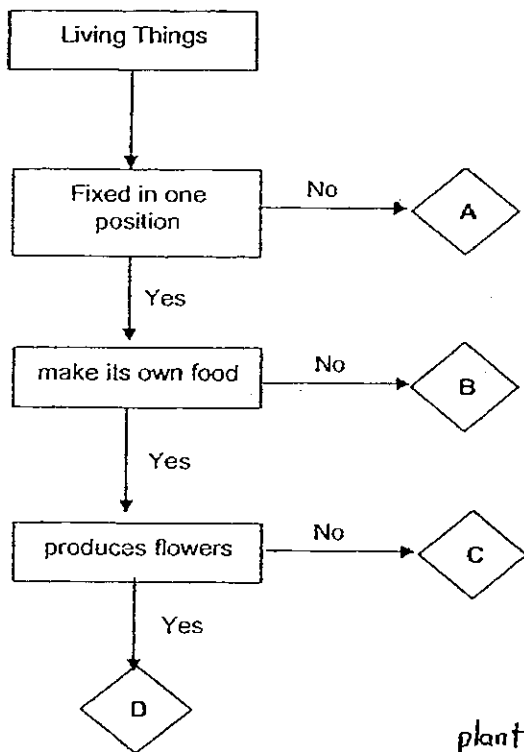 Living Things
Fixed in one
position
No
A
Yes
make its own food
No
B
Yes
produces flowers
No
C
Yes
D
plant